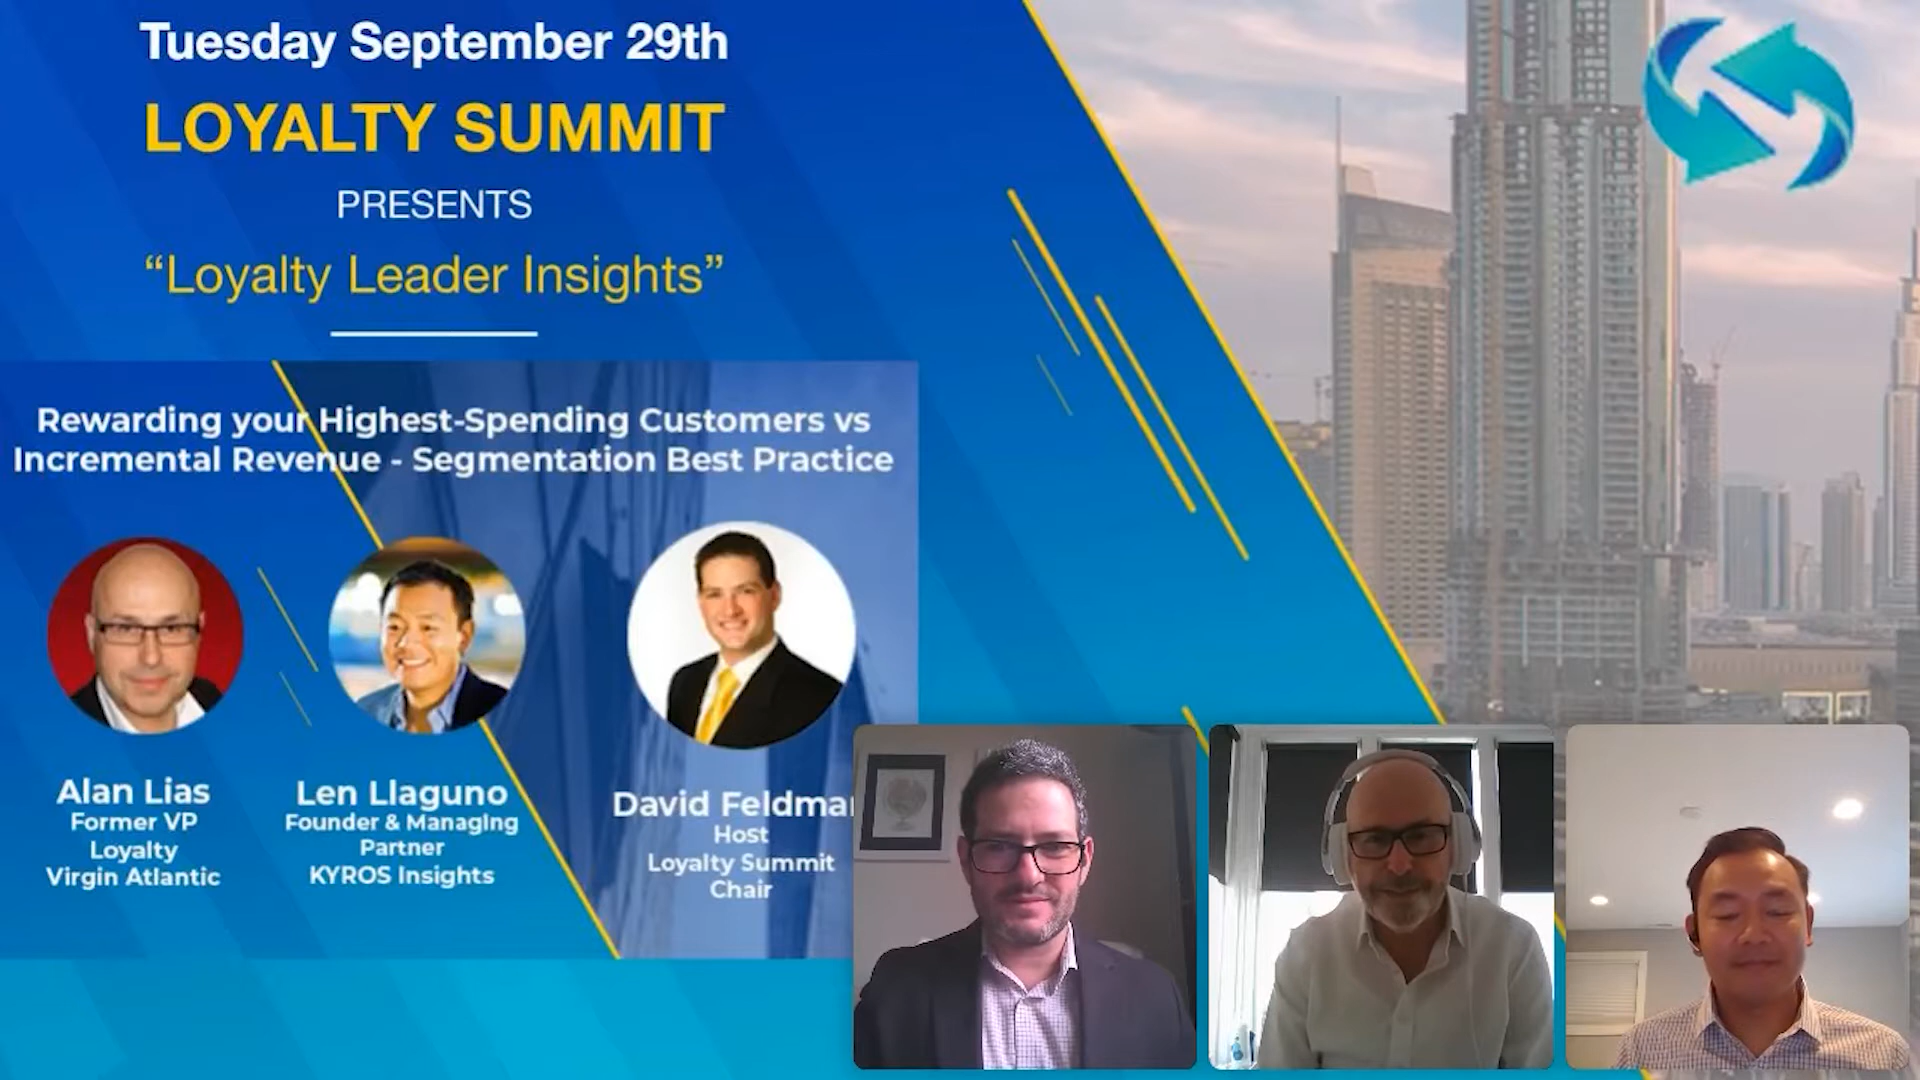 Tuesday September 29th
LOYALTY SUMMIT
PRESENTS
“Loyalty Leader Insights”
Rewarding your Highest-Spending Customers vs
Incremental Revenue - Segmentation Best Practice
Alan Lias
Former VP
Loyalty
Virgin Atlantic
Len Llaguno
Founder & Managing
Partner
KYROS Insights
David Feldma
Host
Loyalty Summit
Chair